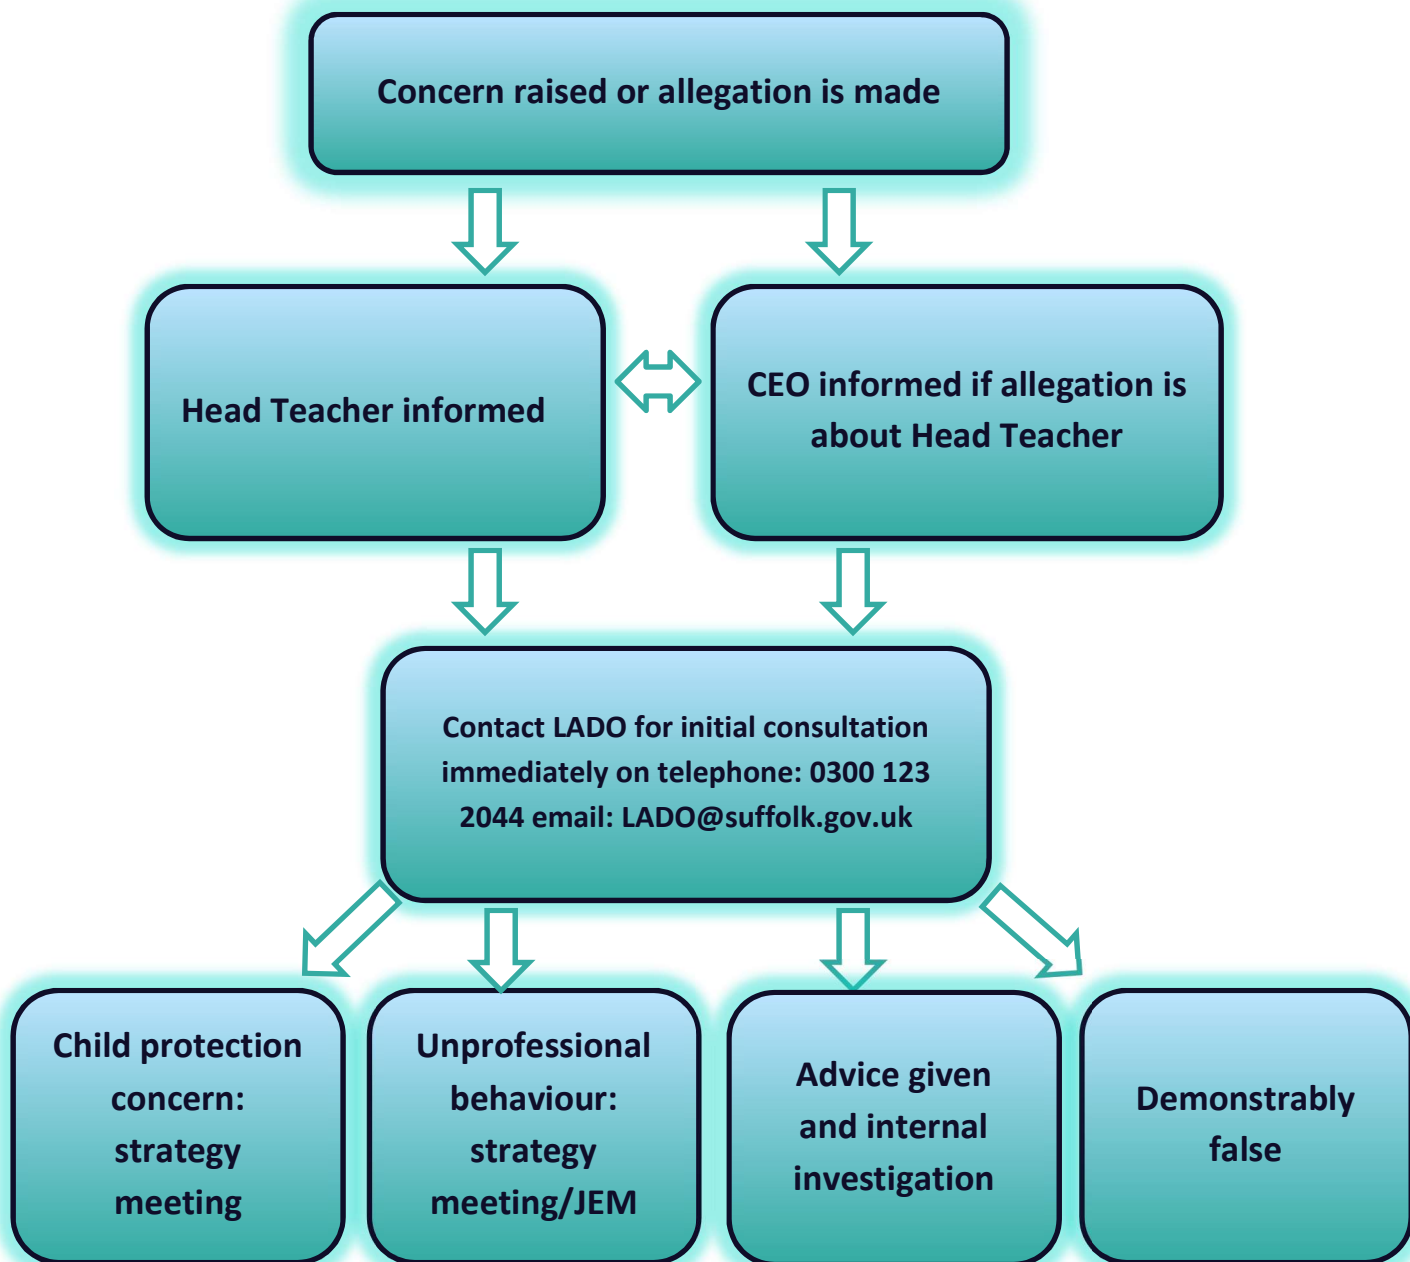 Concern raised or allegation is made
Head Teacher informed
CEO informed if allegation is
about Head Teacher
Contact LADO for initial consultation
immediately on telephone: 0300 123
2044 email: LADO@suffolk.gov.uk
Child protection
concern:
strategy
meeting
Unprofessional
behaviour:
strategy
meeting/JEM
Advice given
and internal
investigation
Demonstrably
false